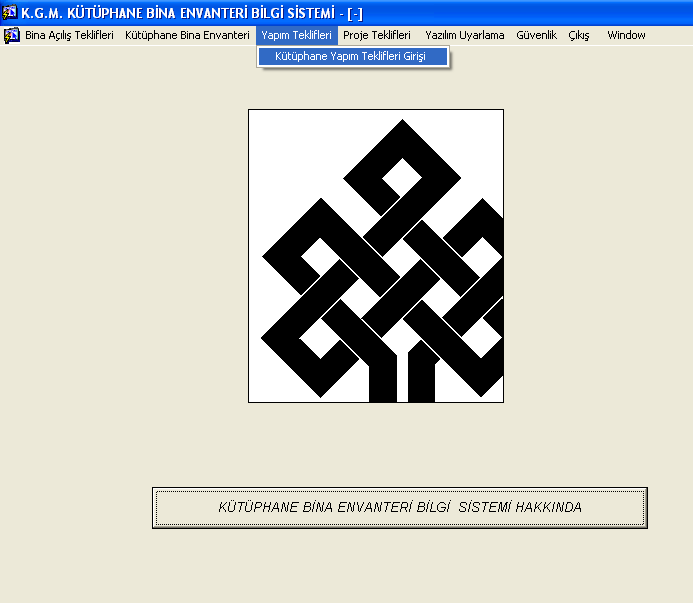 K.G.M. KÜTÜPHANE BİNA ENVANTERİ BİLGİ SİSTEMİ - [-]
Bina Açılış Teklifleri Kütüphane Bina Envanteri Yapım Teklifleri Proje Teklifleri Yazılım Uyarlama Güvenlik Çıkış Window
Kütüphane Yapım Teklifleri Girişi
KÜTÜPHANE BİNA ENVANTERİ BİLGİ SİSTEMİ HAKKINDA